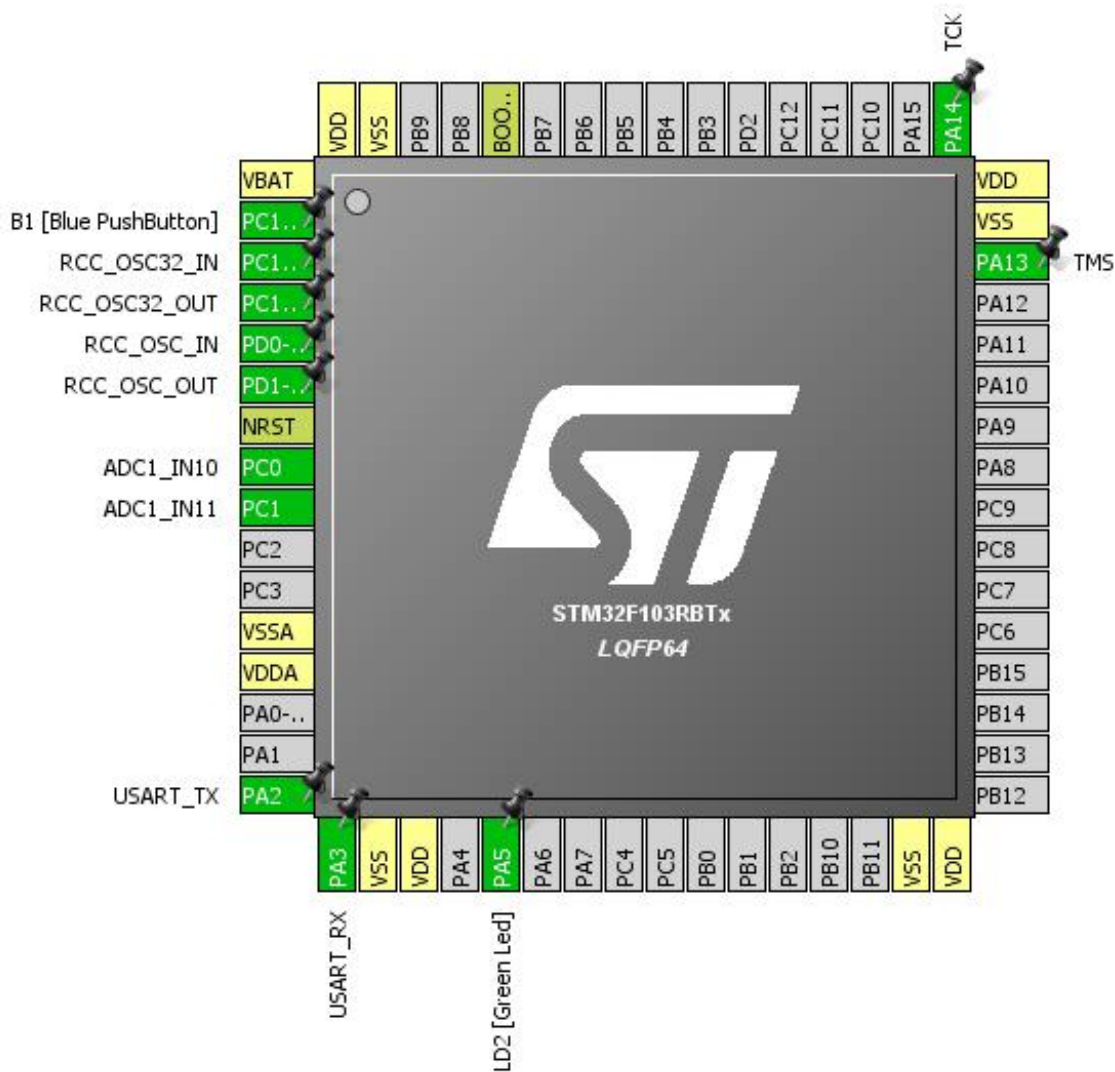 TCK
VDD
VSS
PB9
PB8
BOO..
PB7
PB6
PB5
PB4
PB3
PD2
PC12
PC11
PC10
PA15
PA14
VBAT
VDD
B1 [Blue PushButton] PC1..
VSS
RCC_OSC32_IN PC1..
PA13 TMS
RCC_OSC32_OUT PC1..
PA12
RCC_OSC_IN PD0-..
PA11
RCC_OSC_OUT PD1-..
PA10
NRST
PA9
ADC1_IN10 PC0
PA8
ADC1_IN11 PC1
PC9
PC2
PC8
PC3
PC7
STM32F103RBTx
LQFP64
VSSA
PC6
VDDA
PB15
PA0-..
PB14
PA1
PB13
USART_TX PA2
PB12
PA3
VSS
VDD
PA4
PA5
PA6
PA7
PC4
PC5
PB0
PB1
PB2
PB10
PB11
VSS
VDD
USART_RX
LD2 [Green Led]